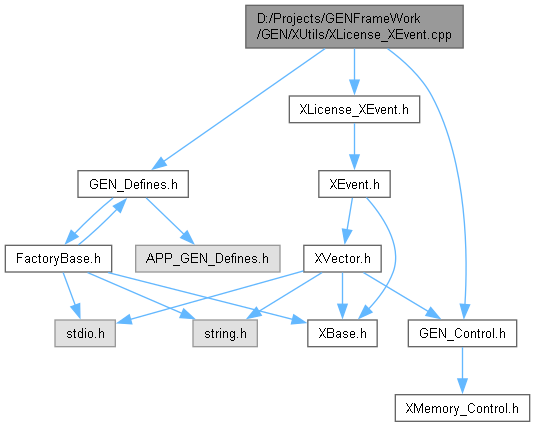 D:/Projects/GENFrameWork
/GEN/XUtils/XLicense_XEvent.cpp
XLicense_XEvent.h
GEN_Defines.h
XEvent.h
FactoryBase.h
APP_GEN_Defines.h
XVector.h
stdio.h
string.h
XBase.h
GEN_Control.h
XMemory_Control.h